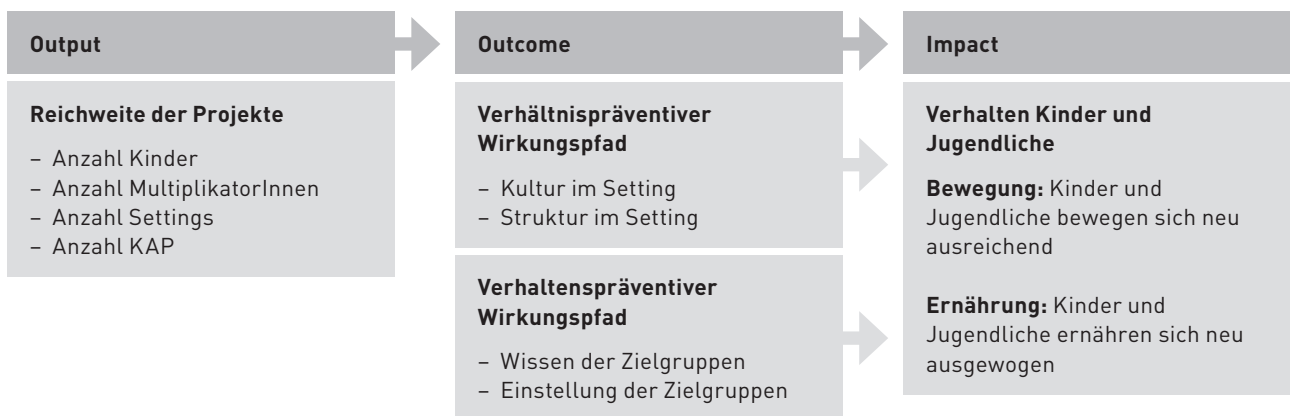 Output
Reichweite der Projekte
– Anzahl Kinder
– Anzahl MultiplikatorInnen
– Anzahl Settings
– Anzahl KAP
Outcome
Verhältnispräventiver
Wirkungspfad
– Kultur im Setting
– Struktur im Setting
Verhaltenspräventiver
Wirkungspfad
– Wissen der Zielgruppen
– Einstellung der Zielgruppen
Impact
Verhalten Kinder und
Jugendliche
Bewegung: Kinder und
Jugendliche bewegen sich neu
ausreichend
Ernährung: Kinder und
Jugendliche ernähren sich neu
ausgewogen